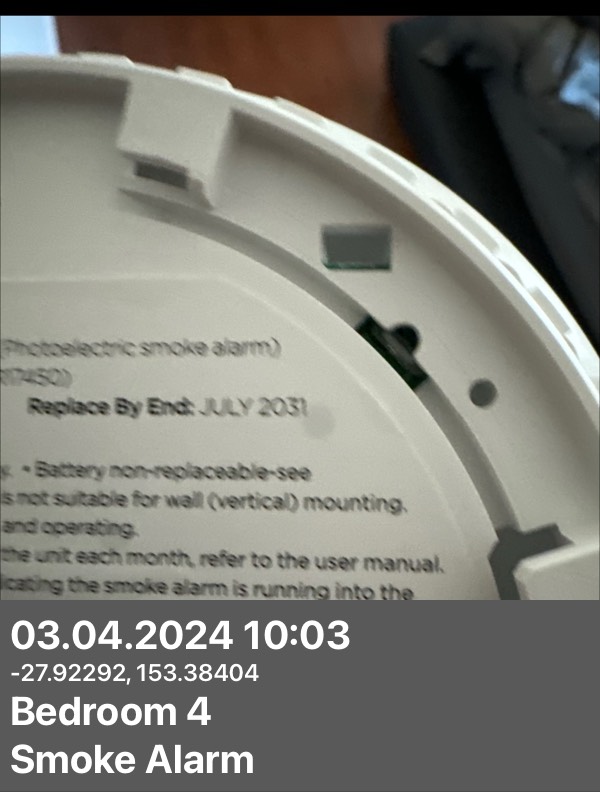 (Photoelectric smoke alarm)
Replace By End: JULY 2031
y. • Battery non-replaceable-see
is not suitable for wall (vertical) mounting.
and operating.
the unit each month, refer to the user manual.
icating the smoke alarm is running into the
03.04.2024 10:03
-27.92292, 153.38404
Bedroom 4
Smoke Alarm